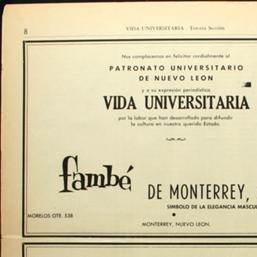 8
VIDA UNIVERSITARIA - Tercera Sección
Nos complacemos en felicitar cordialmente al
PATRONATO UNIVERSITARIO
DE NUEVO LEON
y a su expresión periodística
VIDA UNIVERSITARIA
por la labor que han desarrollado para difundir
la cultura en nuestro querido Estado.
fambé
DE MONTERREY,
SIMBOLO DE LA ELEGANCIA MASCUL
MORELOS OTE. 538
MONTERREY, NUEVO LEON.